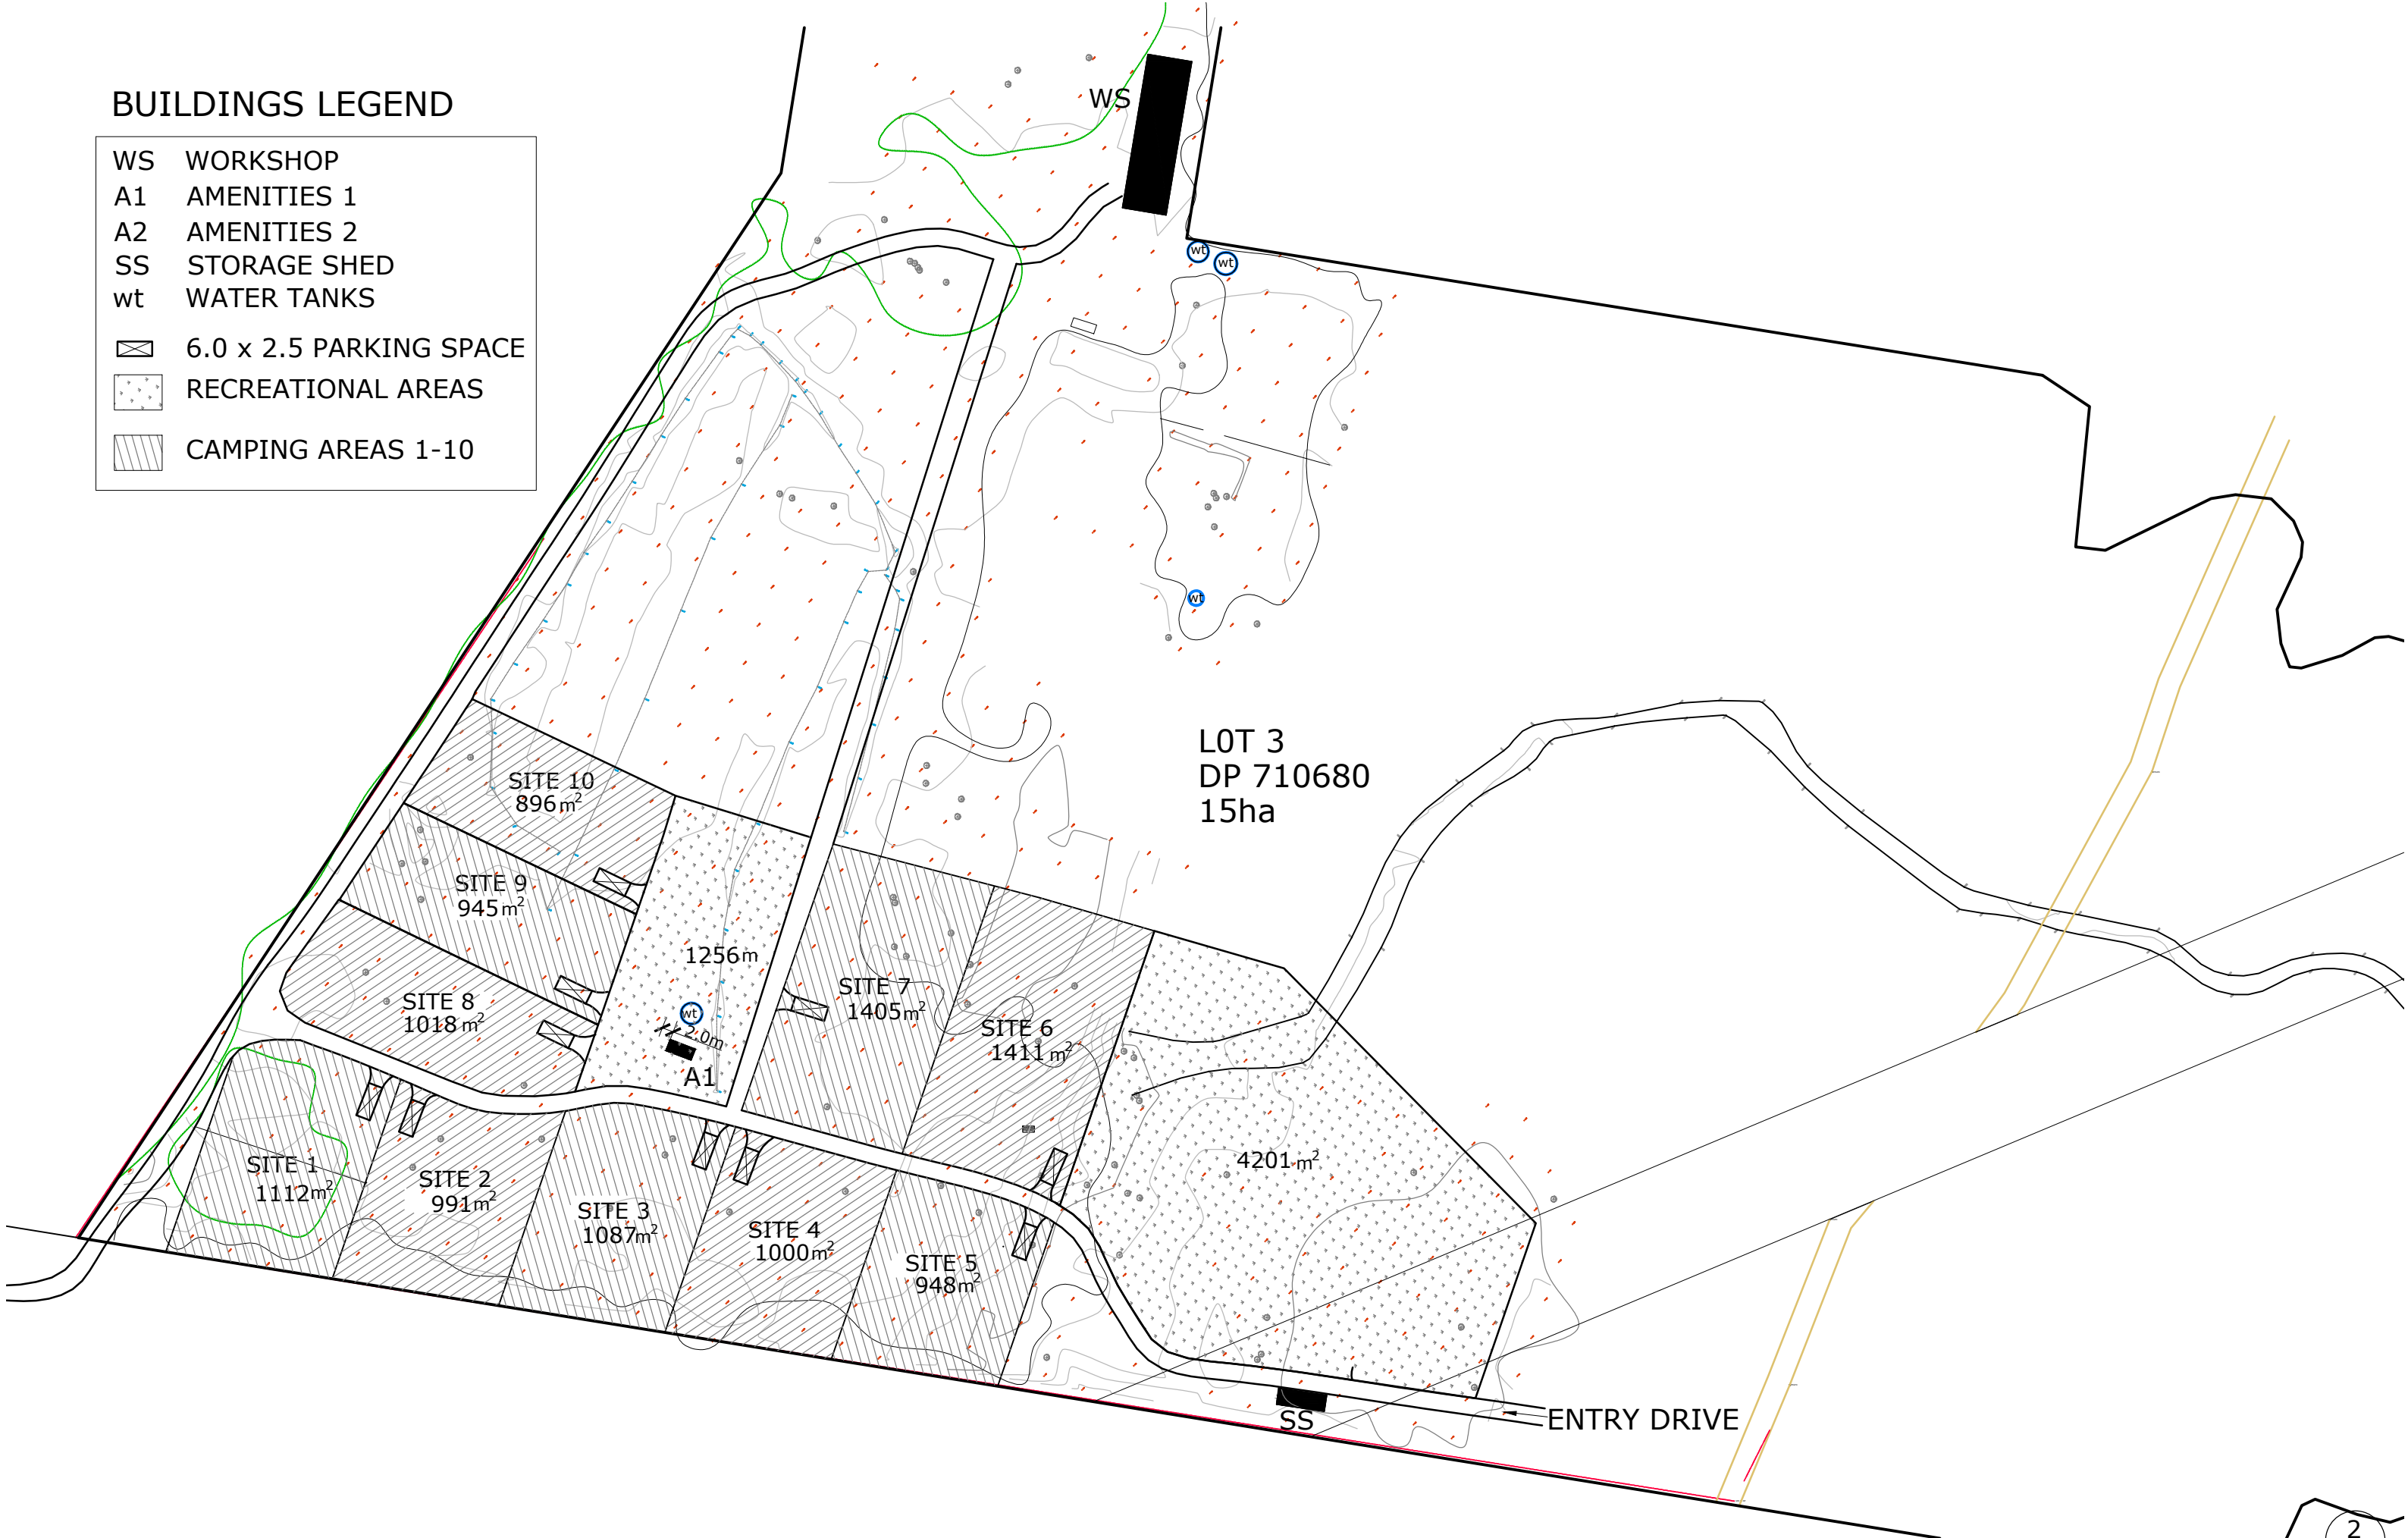 BUILDINGS LEGEND
WS WORKSHOP
A1 AMENITIES 1
A2 AMENITIES 2
SS STORAGE SHED
wt WATER TANKS
6.0 x 2.5 PARKING SPACE
RECREATIONAL AREAS
CAMPING AREAS 1-10
WS
wt
wt
wt
L0T 3
DP 710680
15ha
SITE 10
896m²
SITE 9
945m²
SITE 8
1018m²
1256m
wt
2.0m
A1
SITE 7
1405m²
SITE 6
1411m²
4201m²
SITE 1
1112m²
SITE 2
991m²
SITE 3
1087m²
SITE 4
1000m²
SITE 5
948m²
SS
ENTRY DRIVE
2